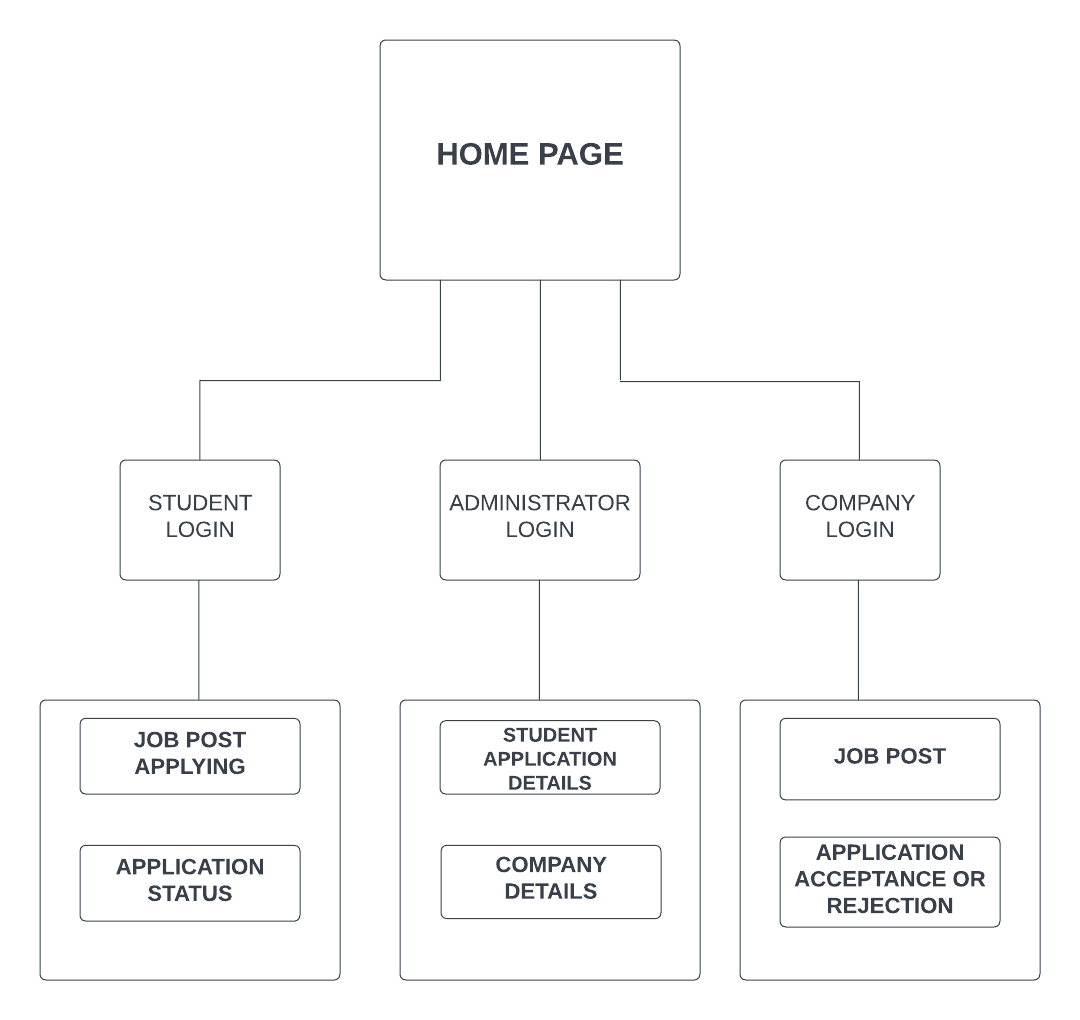 HOME PAGE
STUDENT
LOGIN
ADMINISTRATOR
LOGIN
COMPANY
LOGIN
JOB POST
APPLYING
APPLICATION
STATUS
STUDENT
APPLICATION
DETAILS
COMPANY
DETAILS
JOB POST
APPLICATION
ACCEPTANCE OR
REJECTION